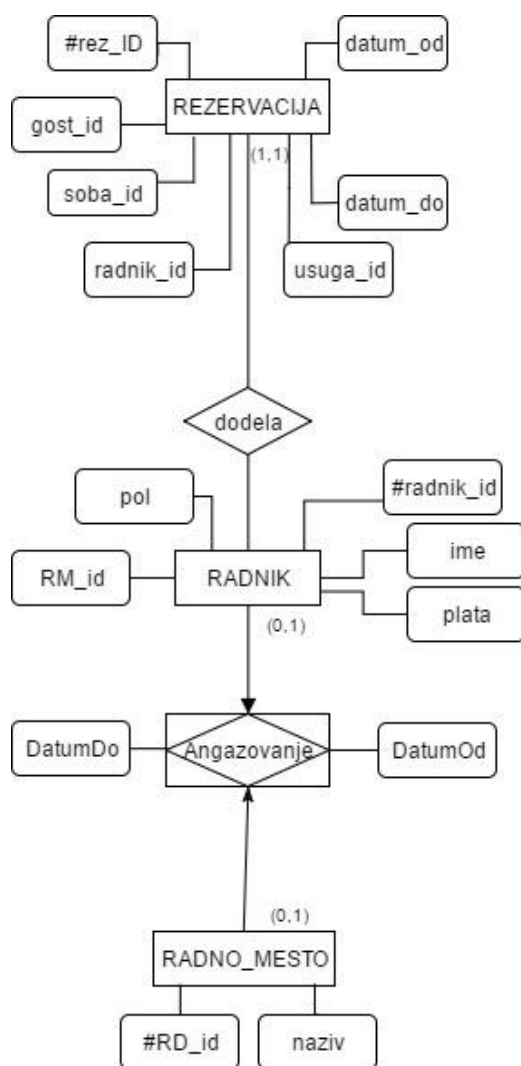 #rez_ID
datum_od
REZERVACIJA
gost_id
(1,1)
soba_id
datum_do
radnik_id
usuga_id
dodela
pol
#radnik_id
RM_id
RADNIK
ime
plata
(0,1)
DatumDo
Angazovanje
DatumOd
(0,1)
RADNO_MESTO
#RD_id
naziv